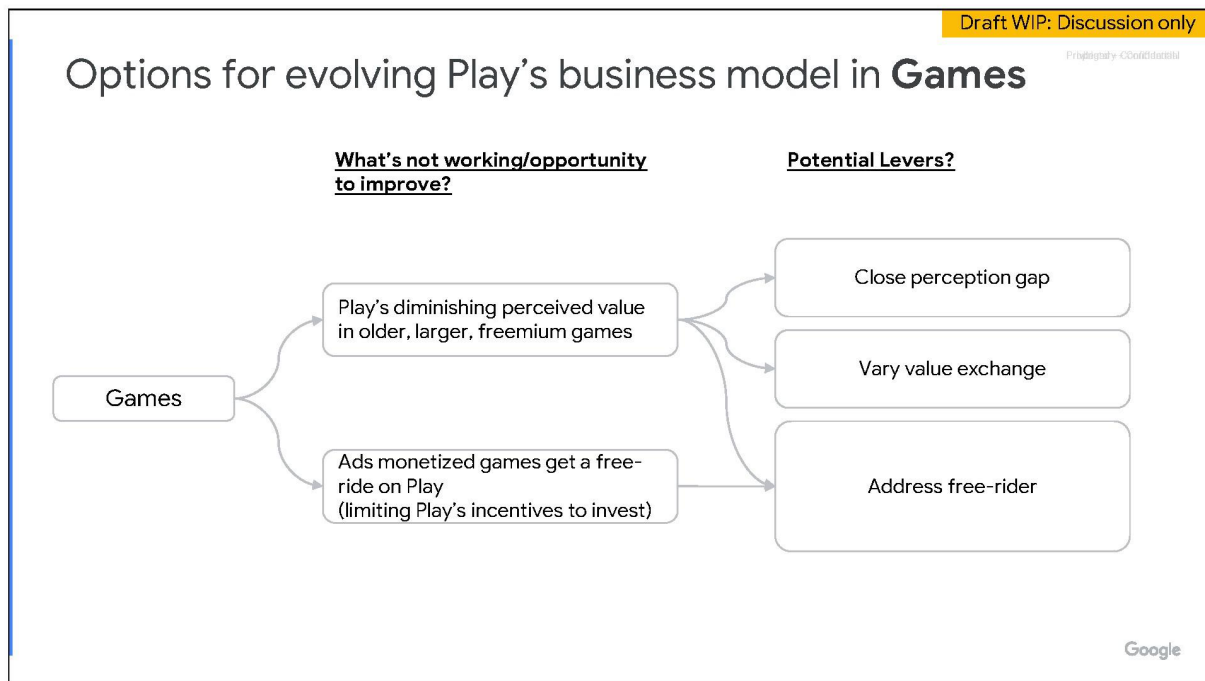 Draft WIP: Discussion only
Options for evolving Play's business model in Games
What's not working/opportunity
to improve?
Potential Levers?
Games
Play's diminishing perceived value
in older, larger, freemium games
Ads monetized games get a free-
ride on Play
(limiting Play's incentives to invest)
Close perception gap
Vary value exchange
Address free-rider
Google